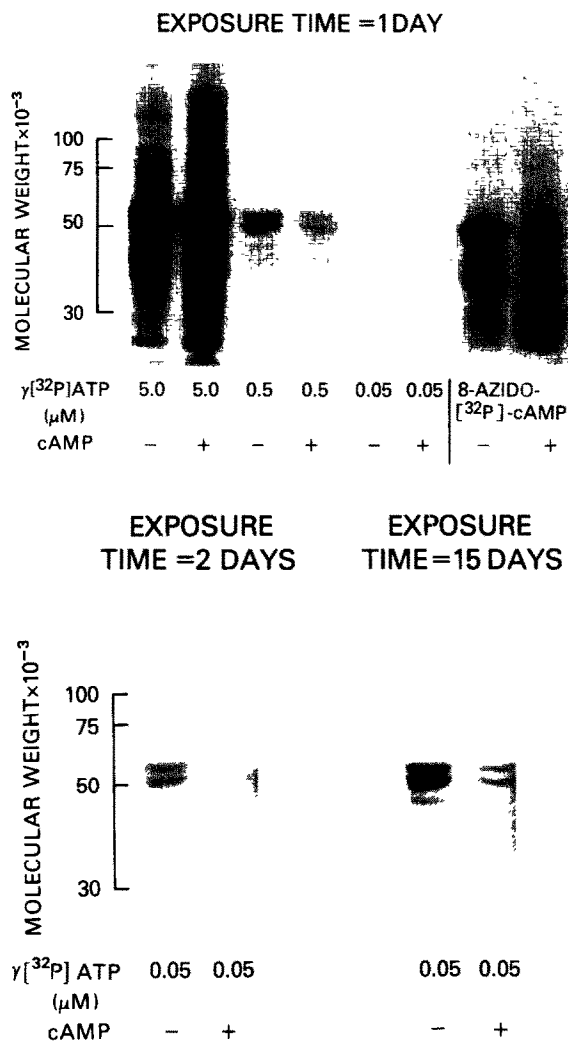 EXPOSURE TIME =1DAY
MOLECULAR WEIGHT×10⁻³
100
75
50
30
γ[³²P]ATP 5.0 5.0 0.5 0.5 0.05 0.05 8-AZIDO-
(μM) [³²P]-cAMP
cAMP − + − + − + − +
EXPOSURE EXPOSURE
TIME =2 DAYS TIME=15 DAYS
MOLECULAR WEIGHT×10⁻³
100
75
50
30
γ[³²P] ATP 0.05 0.05 0.05 0.05
(μM)
cAMP − + − +